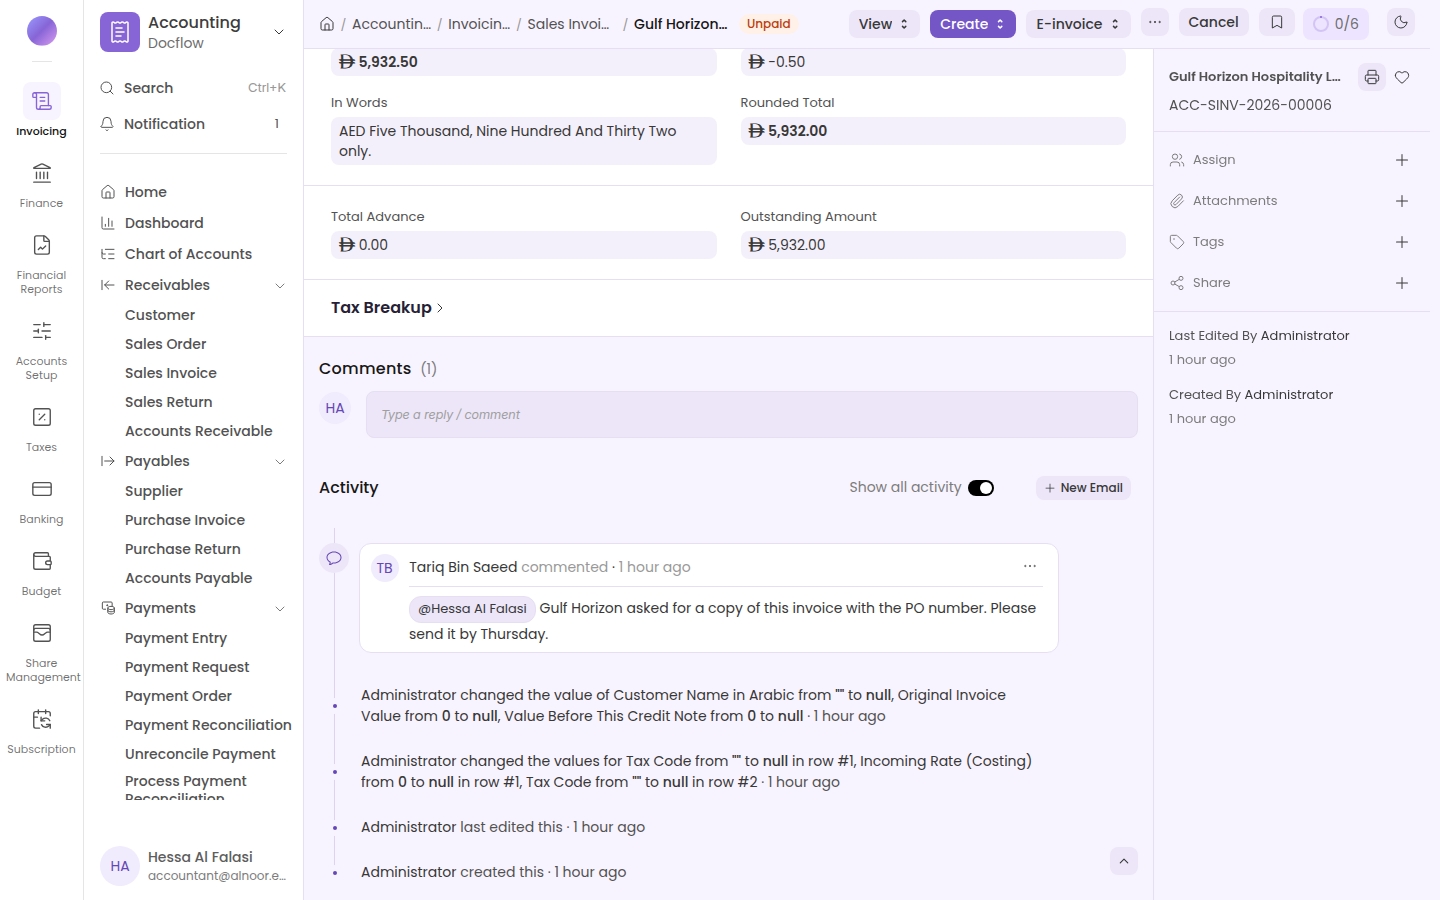 Invoicing
Finance
Financial
Reports
Accounts
Setup
Taxes
Banking
Budget
Share
Management
Subscription
Accounting
Docflow
Search Ctrl+K
Notification 1
Home
Dashboard
Chart of Accounts
Receivables
Customer
Sales Order
Sales Invoice
Sales Return
Accounts Receivable
Payables
Supplier
Purchase Invoice
Purchase Return
Accounts Payable
Payments
Payment Entry
Payment Request
Payment Order
Payment Reconciliation
Unreconcile Payment
Process Payment
Reconciliation
HA
Hessa Al Falasi
accountant@alnoor.e...
/ Accountin... / Invoicin... / Sales Invoi... / Gulf Horizon... Unpaid
View Create E-invoice ... Cancel 0/6
5,932.50 -0.50
In Words Rounded Total
AED Five Thousand, Nine Hundred And Thirty Two
only.
5,932.00
Total Advance Outstanding Amount
0.00 5,932.00
Tax Breakup
Comments (1)
HA Type a reply / comment
Activity Show all activity New Email
TB Tariq Bin Saeed commented · 1 hour ago ...
@Hessa Al Falasi Gulf Horizon asked for a copy of this invoice with the PO number. Please
send it by Thursday.
Administrator changed the value of Customer Name in Arabic from "" to null, Original Invoice
Value from 0 to null, Value Before This Credit Note from 0 to null · 1 hour ago
Administrator changed the values for Tax Code from "" to null in row #1, Incoming Rate (Costing)
from 0 to null in row #1, Tax Code from "" to null in row #2 · 1 hour ago
Administrator last edited this · 1 hour ago
Administrator created this · 1 hour ago
Gulf Horizon Hospitality L...
ACC-SINV-2026-00006
Assign
Attachments
Tags
Share
Last Edited By Administrator
1 hour ago
Created By Administrator
1 hour ago